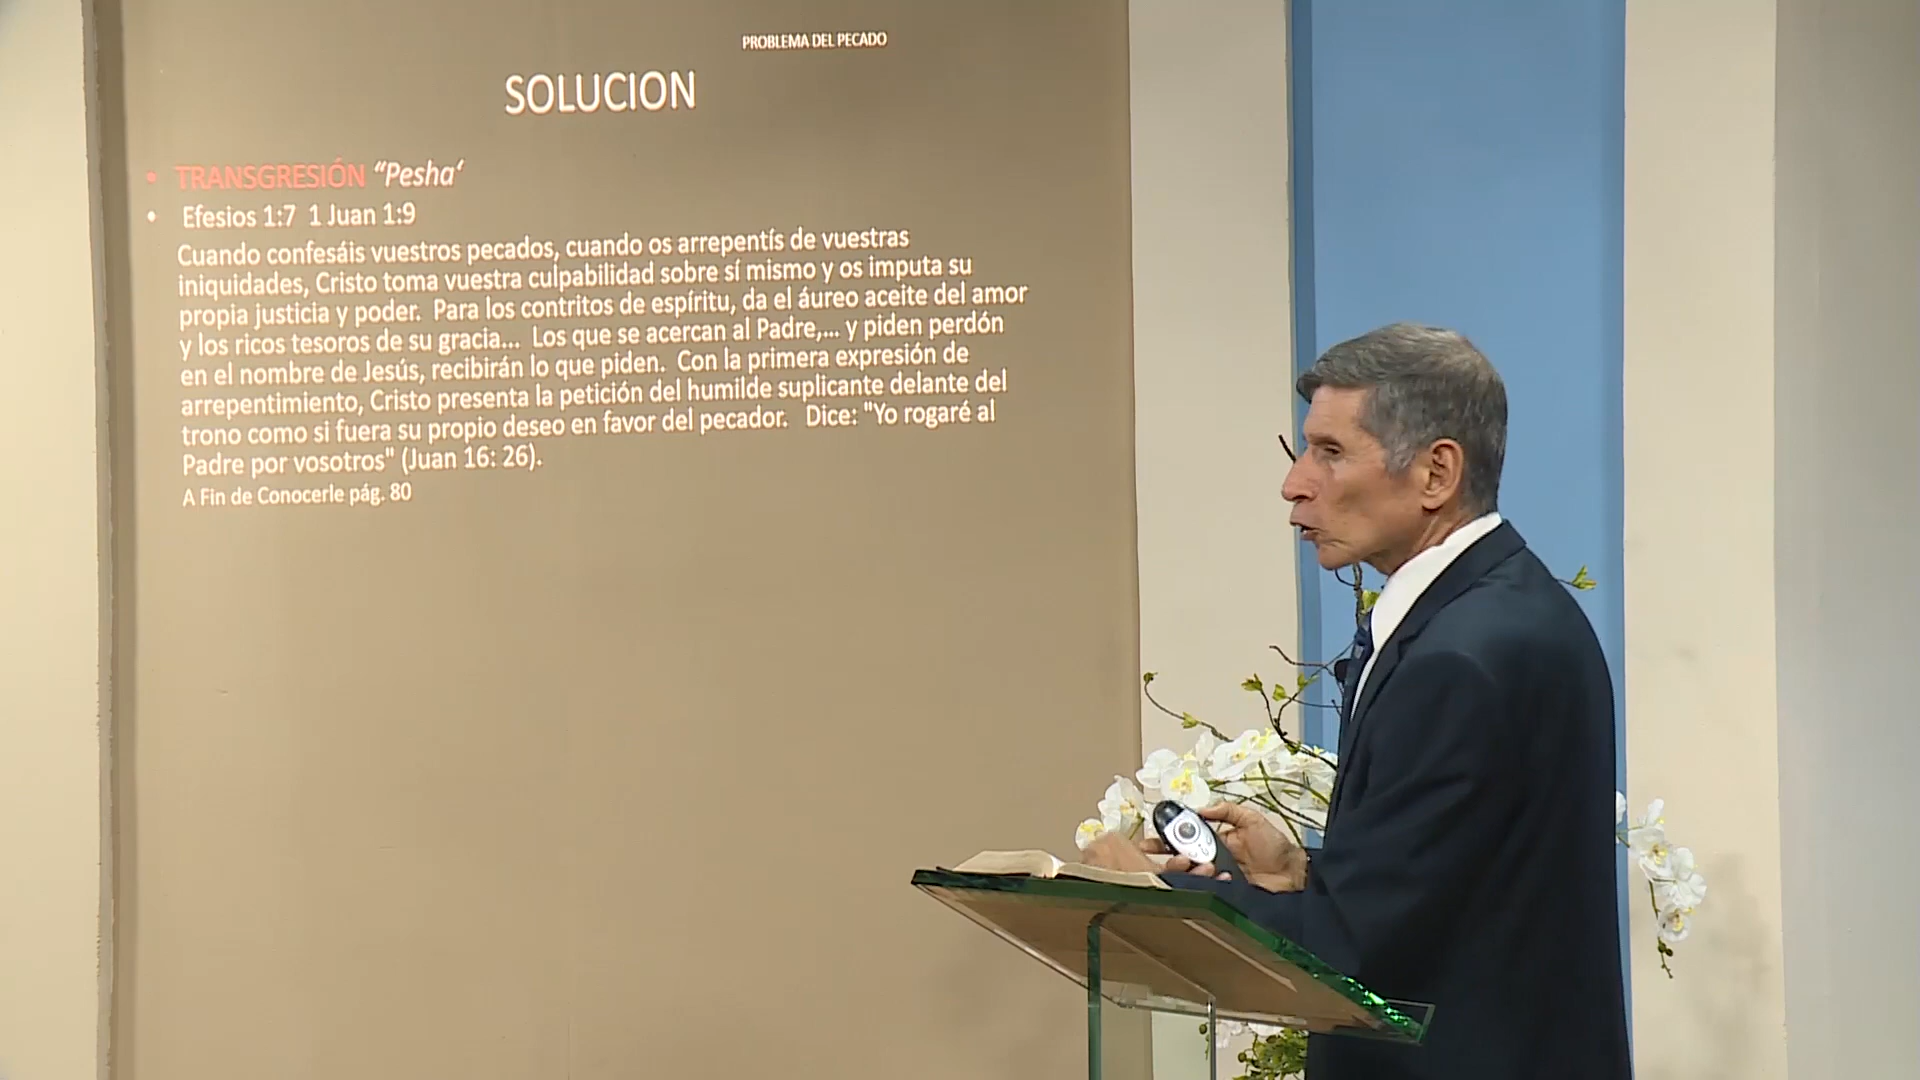 PROBLEMA DEL PECADO
SOLUCION
• TRANSGRESIÓN “Pesha‘
• Efesios 1:7 1 Juan 1:9
Cuando confesáis vuestros pecados, cuando os arrepentís de vuestras
iniquidades, Cristo toma vuestra culpabilidad sobre sí mismo y os imputa su
propia justicia y poder. Para los contritos de espíritu, da el áureo aceite del amor
y los ricos tesoros de su gracia... Los que se acercan al Padre,... y piden perdón
en el nombre de Jesús, recibirán lo que piden. Con la primera expresión de
arrepentimiento, Cristo presenta la petición del humilde suplicante delante del
trono como si fuera su propio deseo en favor del pecador. Dice: "Yo rogaré al
Padre por vosotros" (Juan 16: 26).
A Fin de Conocerle pág. 80